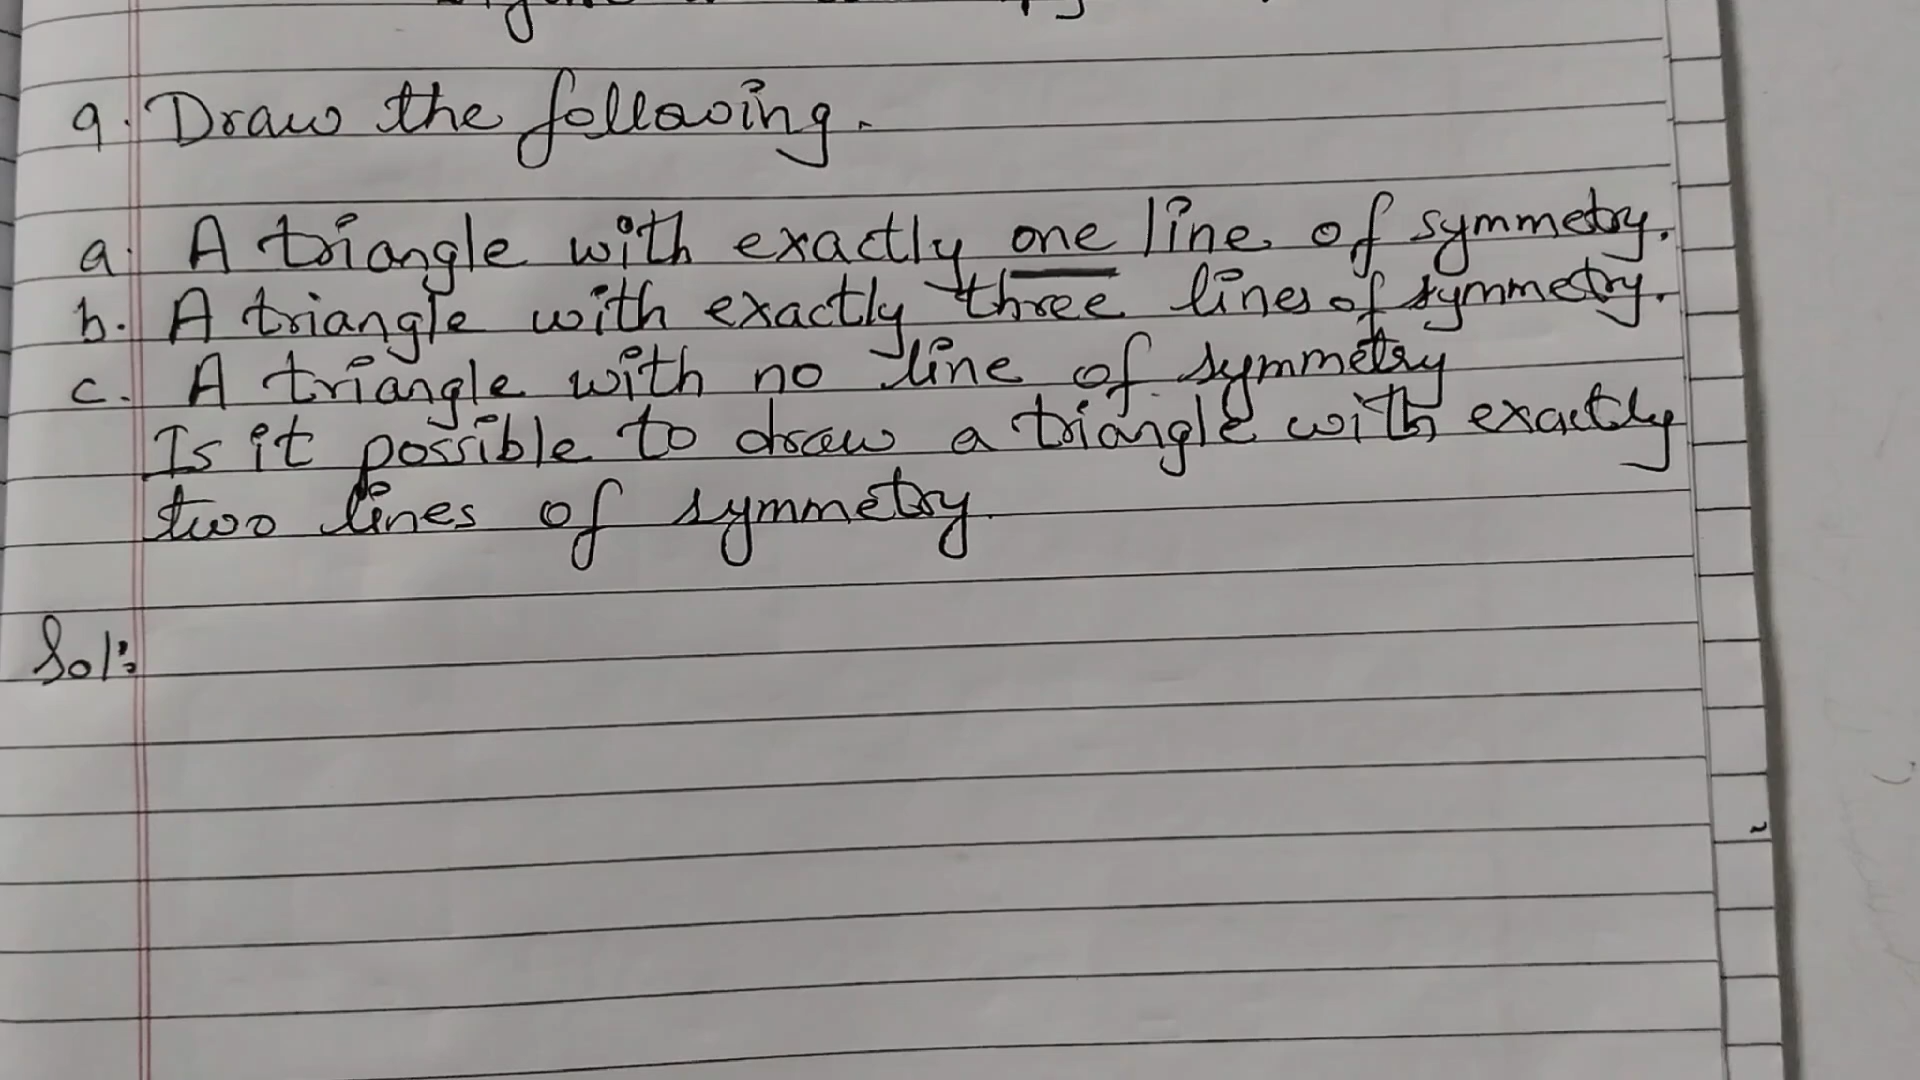 9. Draw the following.
a. A triangle with exactly one line of symmetry.
b. A triangle with exactly three lines of symmetry.
c. A triangle with no line of symmetry
Is it possible to draw a triangle with exactly
two lines of symmetry.
Sol: